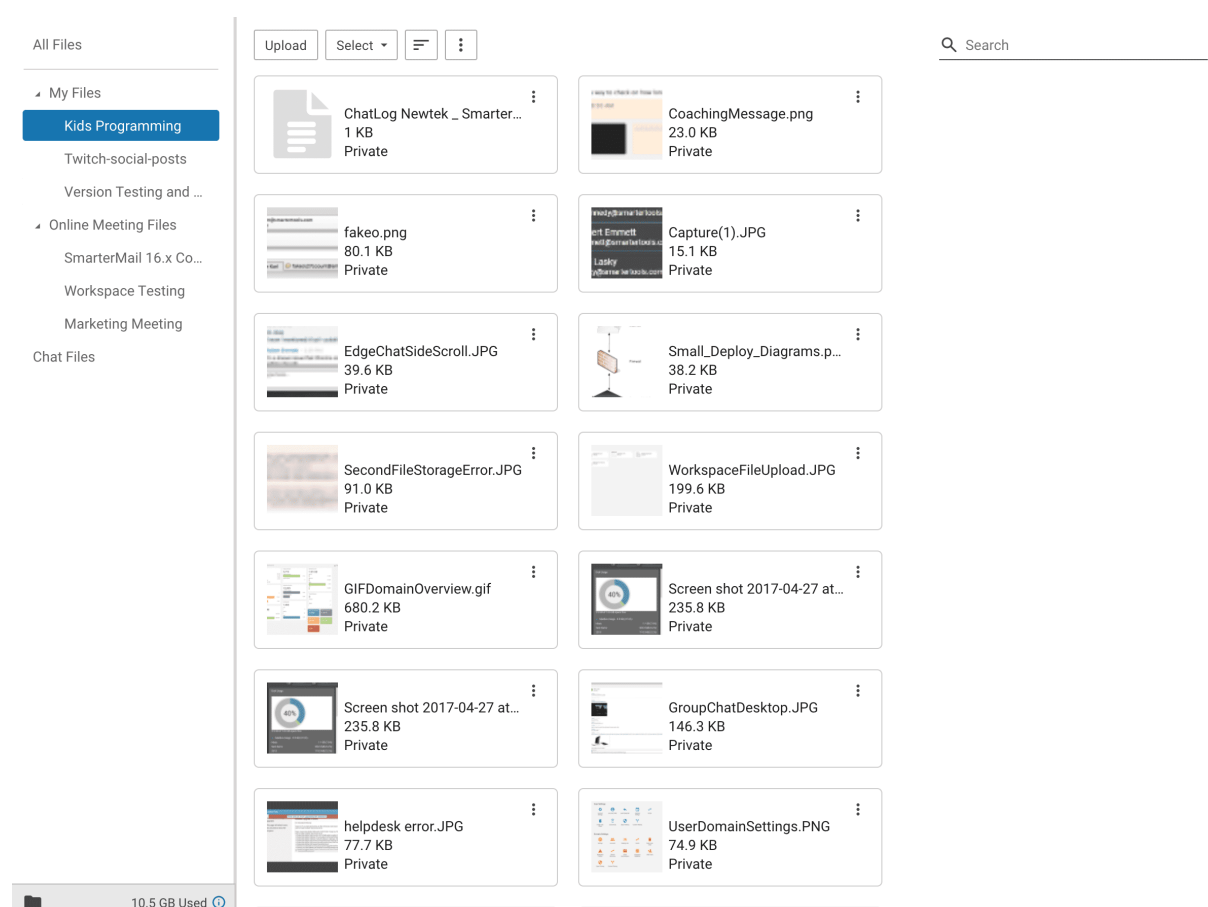 All Files
My Files
Kids Programming
Twitch-social-posts
Version Testing and ...
Online Meeting Files
SmarterMail 16.x Co...
Workspace Testing
Marketing Meeting
Chat Files
10.5 GB Used
Upload
Select
Search
ChatLog Newtek _ Smarter...
1 KB
Private
CoachingMessage.png
23.0 KB
Private
fakeo.png
80.1 KB
Private
Capture(1).JPG
15.1 KB
Private
EdgeChatSideScroll.JPG
39.6 KB
Private
Small_Deploy_Diagrams.p...
38.2 KB
Private
SecondFileStorageError.JPG
91.0 KB
Private
WorkspaceFileUpload.JPG
199.6 KB
Private
GIFDomainOverview.gif
680.2 KB
Private
40%
Screen shot 2017-04-27 at...
235.8 KB
Private
40%
Screen shot 2017-04-27 at...
235.8 KB
Private
GroupChatDesktop.JPG
146.3 KB
Private
helpdesk error.JPG
77.7 KB
Private
UserDomainSettings.PNG
74.9 KB
Private